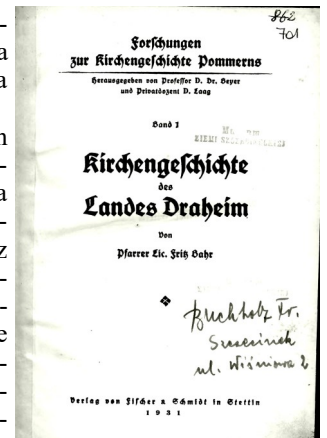 862
701
Forschungen
zur Kirchengeschichte Pommerns
Herausgegeben von Professor D. Dr. Beyer
und Privatdozent D. Laag
Band 1
Kirchengeschichte
des
Landes Draheim
Von
Pfarrer Lic. Fritz Bahr
Buchholz Fr.
Szczecinek
ul. Wiśniowa 2
Verlag von Fischer & Schmidt in Stettin
1931